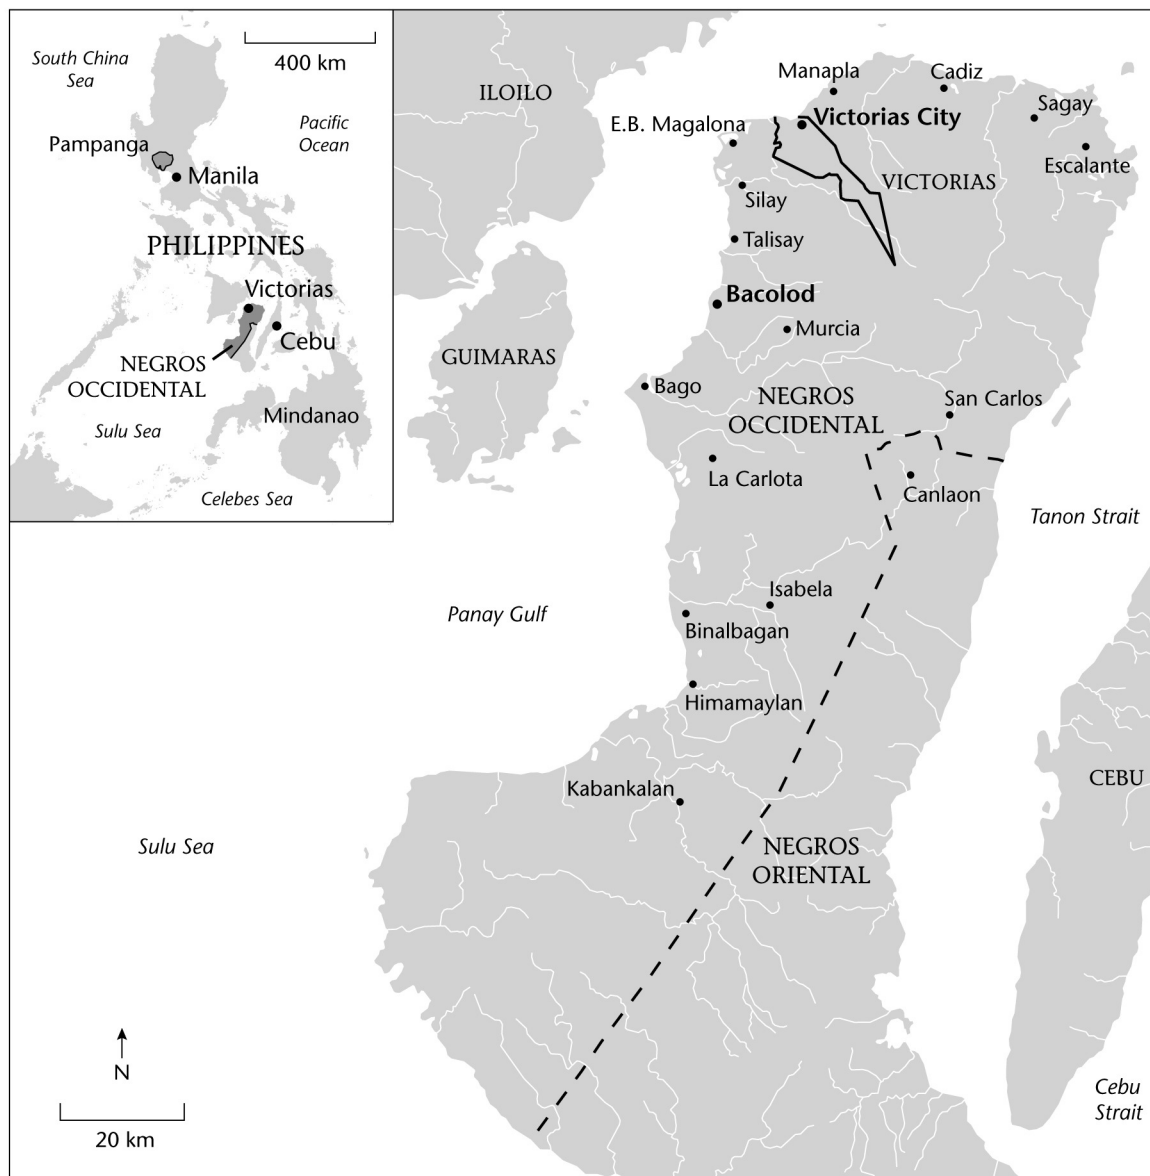 South China
Sea
400 km
Pacific
Ocean
Pampanga
Manila
PHILIPPINES
Victorias
Cebu
NEGROS
OCCIDENTAL
Mindanao
Sulu Sea
Celebes Sea
ILOILO
Manapla
Cadiz
Sagay
E.B. Magalona
Victorias City
Escalante
VICTORIAS
Silay
Talisay
Bacolod
Murcia
GUIMARAS
Bago
NEGROS
OCCIDENTAL
San Carlos
La Carlota
Canlaon
Tanon Strait
Isabela
Panay Gulf
Binalbagan
Himamaylan
CEBU
Kabankalan
Sulu Sea
NEGROS
ORIENTAL
N
20 km
Cebu
Strait